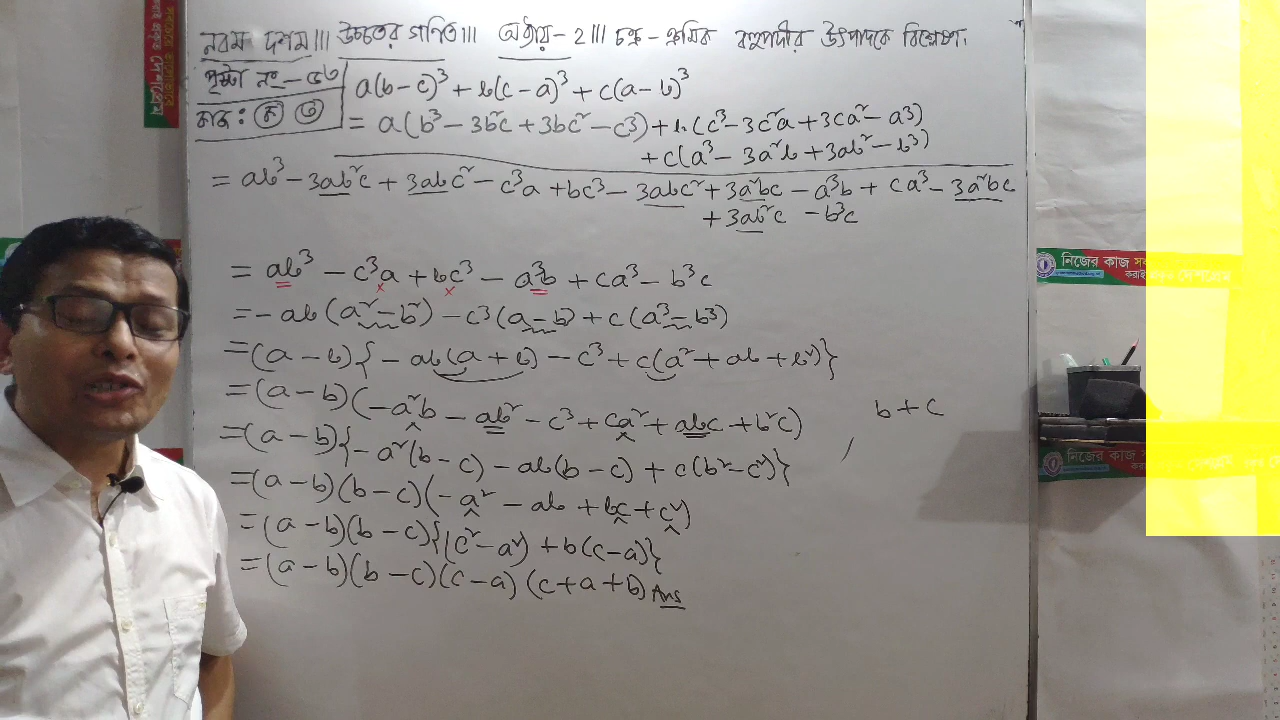 নবম দশম।।। উচ্চতর গণিত।।। অধ্যায়-2।।। চক্র-ক্রমিক বহুপদীর উৎপাদকে বিশ্লেষণ।
পৃষ্ঠা নং-৫৬
কাজ: ক ৩
a(b-c)³ + b(c-a)³ + c(a-b)³
= a(b³ - 3b²c + 3bc² - c³) + b(c³ - 3c²a + 3ca² - a³)
+ c(a³ - 3a²b + 3ab² - b³)
= ab³ - 3ab²c + 3abc² - c³a + bc³ - 3abc² + 3a²bc - a³b + ca³ - 3a²bc
+ 3ab²c - b³c
= ab³ - c³a + bc³ - a³b + ca³ - b³c
= - ab(a² - b²) - c³(a - b) + c(a³ - b³)
= (a - b){- ab(a + b) - c³ + c(a² + ab + b²)}
= (a - b)(-a²b - ab² - c³ + ca² + abc + b²c)
b + c
= (a - b){-a²(b - c) - ab(b - c) + c(b² - c²)}
= (a - b)(b - c)(-a² - ab + bc + c²)
= (a - b)(b - c){(c² - a²) + b(c - a)}
= (a - b)(b - c)(c - a)(c + a + b) Ans
নিজের কাজ
নিজের কাজ